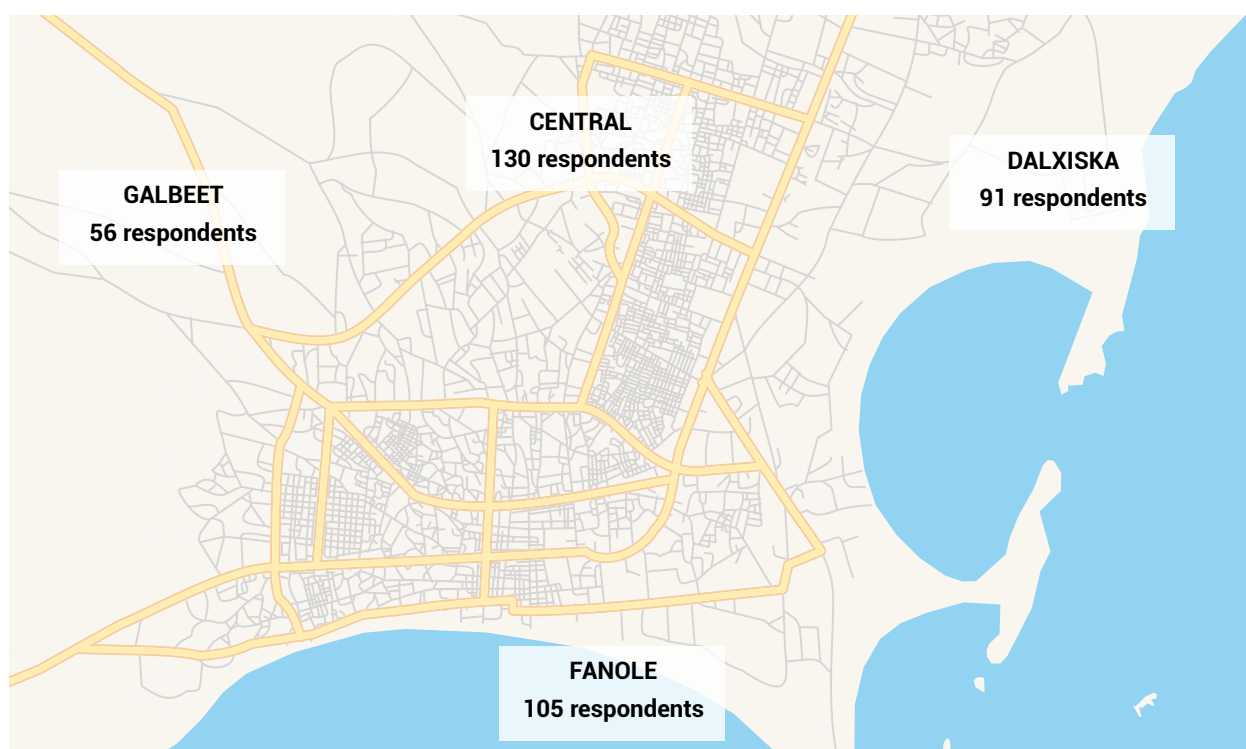 CENTRAL
130 respondents
DALXISKA
91 respondents
GALBEET
56 respondents
FANOLE
105 respondents